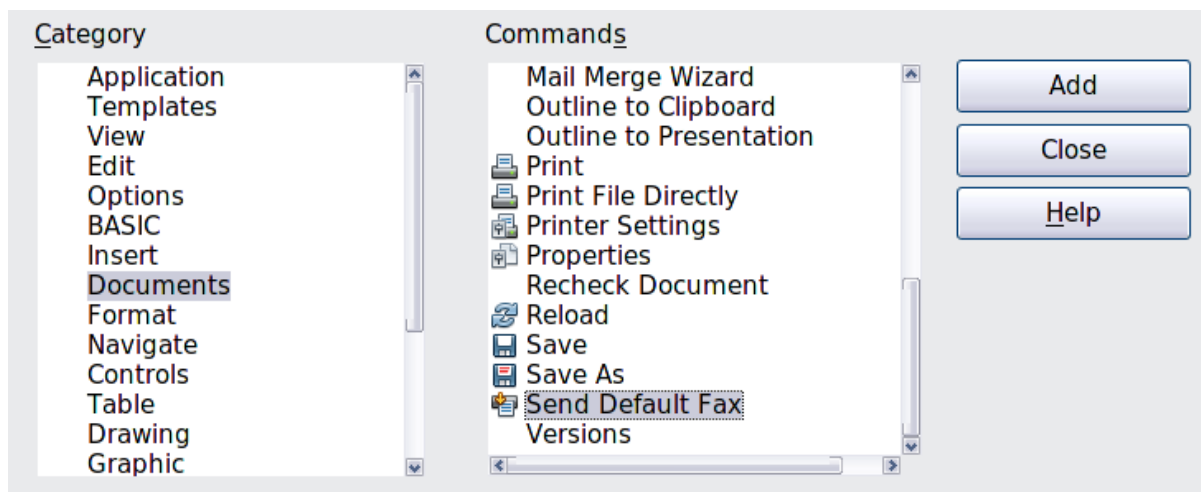 Category
Application
Templates
View
Edit
Options
BASIC
Insert
Documents
Format
Navigate
Controls
Table
Drawing
Graphic
Commands
Mail Merge Wizard
Outline to Clipboard
Outline to Presentation
Print
Print File Directly
Printer Settings
Properties
Recheck Document
Reload
Save
Save As
Send Default Fax
Versions
Add
Close
Help